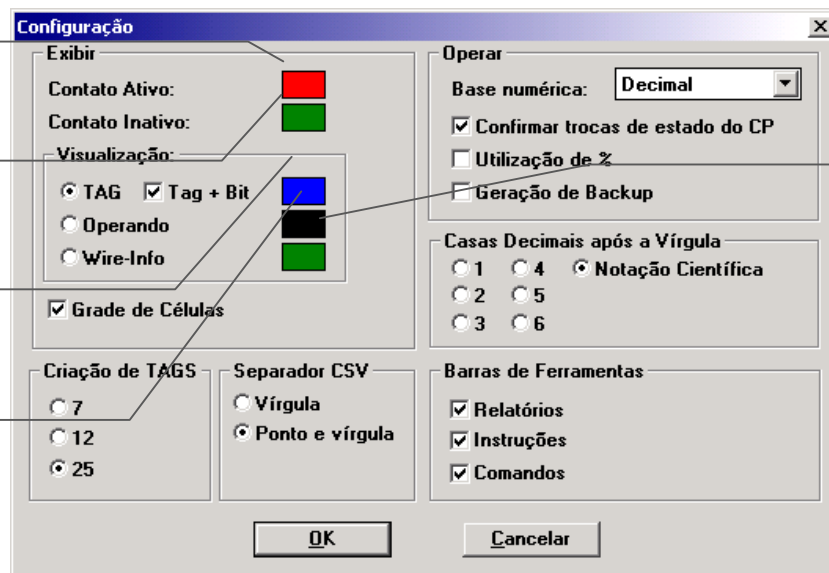 Configuração
Exibir
Contato Ativo:
Contato Inativo:
Visualização:
TAG Tag + Bit
Operando
Wire-Info
Grade de Células
Operar
Base numérica: Decimal
Confirmar trocas de estado do CP
Utilização de %
Geração de Backup
Casas Decimais após a Vírgula
1 4 Notação Científica
2 5
3 6
Criação de TAGS
7
12
25
Separador CSV
Vírgula
Ponto e vírgula
Barras de Ferramentas
Relatórios
Instruções
Comandos
OK
Cancelar